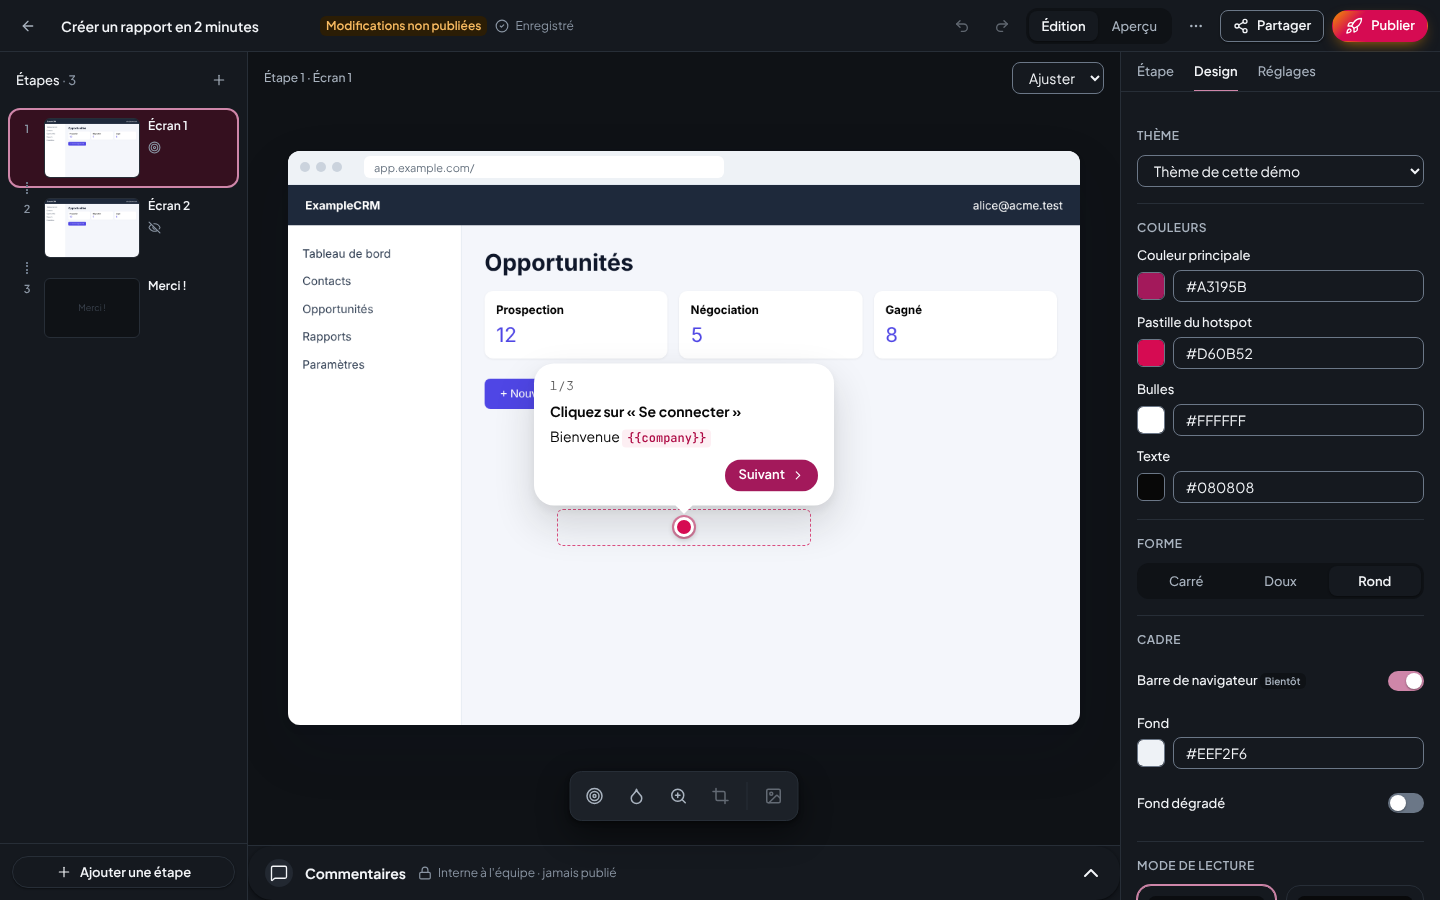 Créer un rapport en 2 minutes
Modifications non publiées
Enregistré
Édition
Aperçu
Partager
Publier
Étapes · 3
1
Écran 1
2
Écran 2
3
Merci !
Merci !
Ajouter une étape
Étape 1 · Écran 1
Ajuster
app.example.com/
ExampleCRM
alice@acme.test
Tableau de bord
Contacts
Opportunités
Rapports
Paramètres
Opportunités
Prospection
12
Négociation
5
Gagné
8
+ Nouv
1 / 3
Cliquez sur « Se connecter »
Bienvenue {{company}}
Suivant
Commentaires
Interne à l'équipe · jamais publié
Étape
Design
Réglages
THÈME
Thème de cette démo
COULEURS
Couleur principale
#A3195B
Pastille du hotspot
#D60B52
Bulles
#FFFFFF
Texte
#080808
FORME
Carré
Doux
Rond
CADRE
Barre de navigateur
Bientôt
Fond
#EEF2F6
Fond dégradé
MODE DE LECTURE